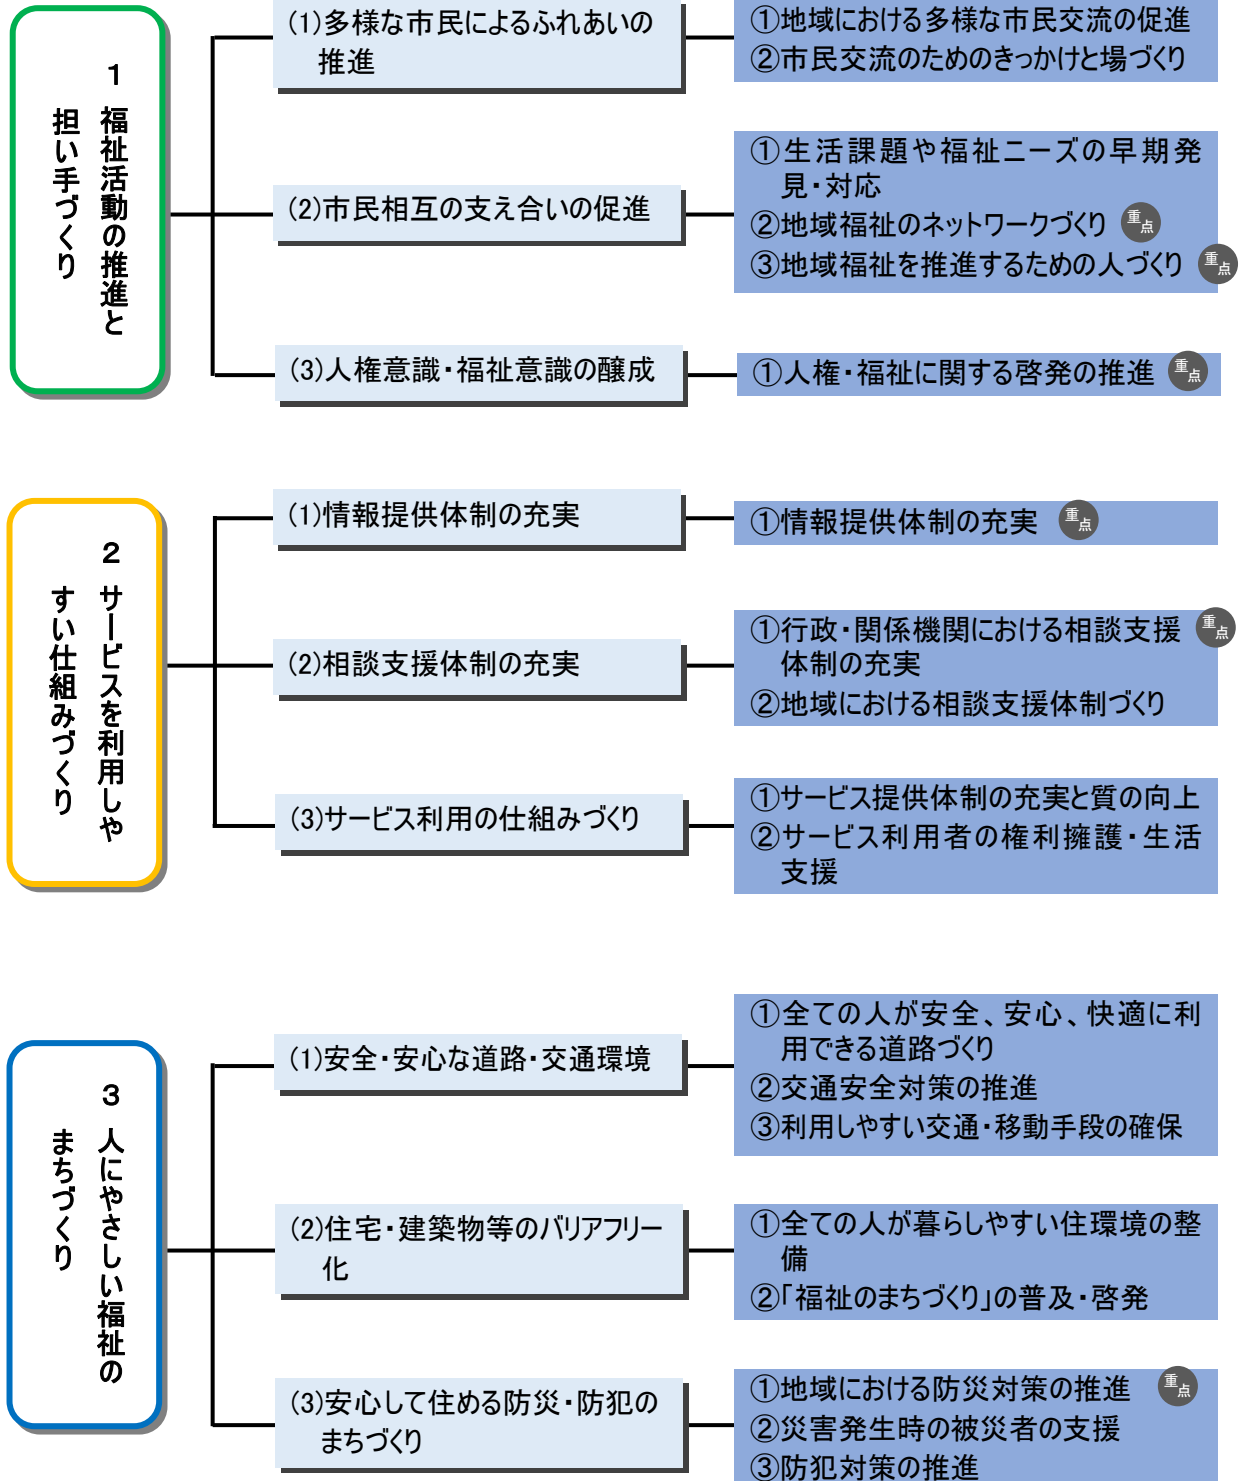 1 福祉活動の推進と
担い手づくり
(1)多様な市民によるふれあいの
推進
①地域における多様な市民交流の促進
②市民交流のためのきっかけと場づくり
(2)市民相互の支え合いの促進
①生活課題や福祉ニーズの早期発
見・対応
②地域福祉のネットワークづくり 重点
③地域福祉を推進するための人づくり 重点
(3)人権意識・福祉意識の醸成
①人権・福祉に関する啓発の推進 重点
2 サービスを利用しや
すい仕組みづくり
(1)情報提供体制の充実
①情報提供体制の充実 重点
(2)相談支援体制の充実
①行政・関係機関における相談支援 重点
体制の充実
②地域における相談支援体制づくり
(3)サービス利用の仕組みづくり
①サービス提供体制の充実と質の向上
②サービス利用者の権利擁護・生活
支援
3 人にやさしい福祉の
まちづくり
(1)安全・安心な道路・交通環境
①全ての人が安全、安心、快適に利
用できる道路づくり
②交通安全対策の推進
③利用しやすい交通・移動手段の確保
(2)住宅・建築物等のバリアフリー
化
①全ての人が暮らしやすい住環境の整
備
②「福祉のまちづくり」の普及・啓発
(3)安心して住める防災・防犯の
まちづくり
①地域における防災対策の推進 重点
②災害発生時の被災者の支援
③防犯対策の推進